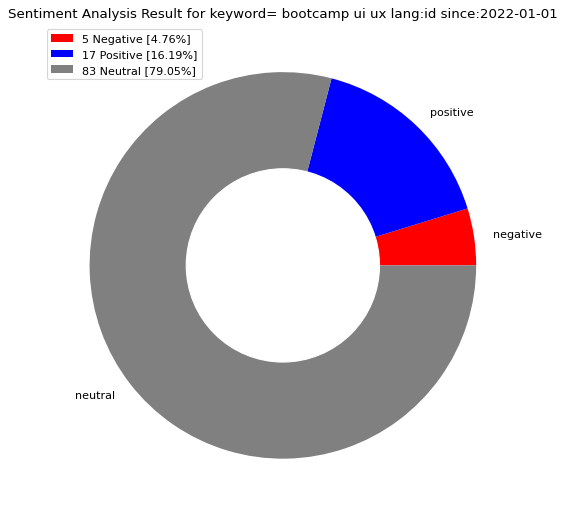 Sentiment Analysis Result for keyword= bootcamp ui ux lang:id since:2022-01-01
5 Negative [4.76%]
17 Positive [16.19%]
83 Neutral [79.05%]
positive
negative
neutral